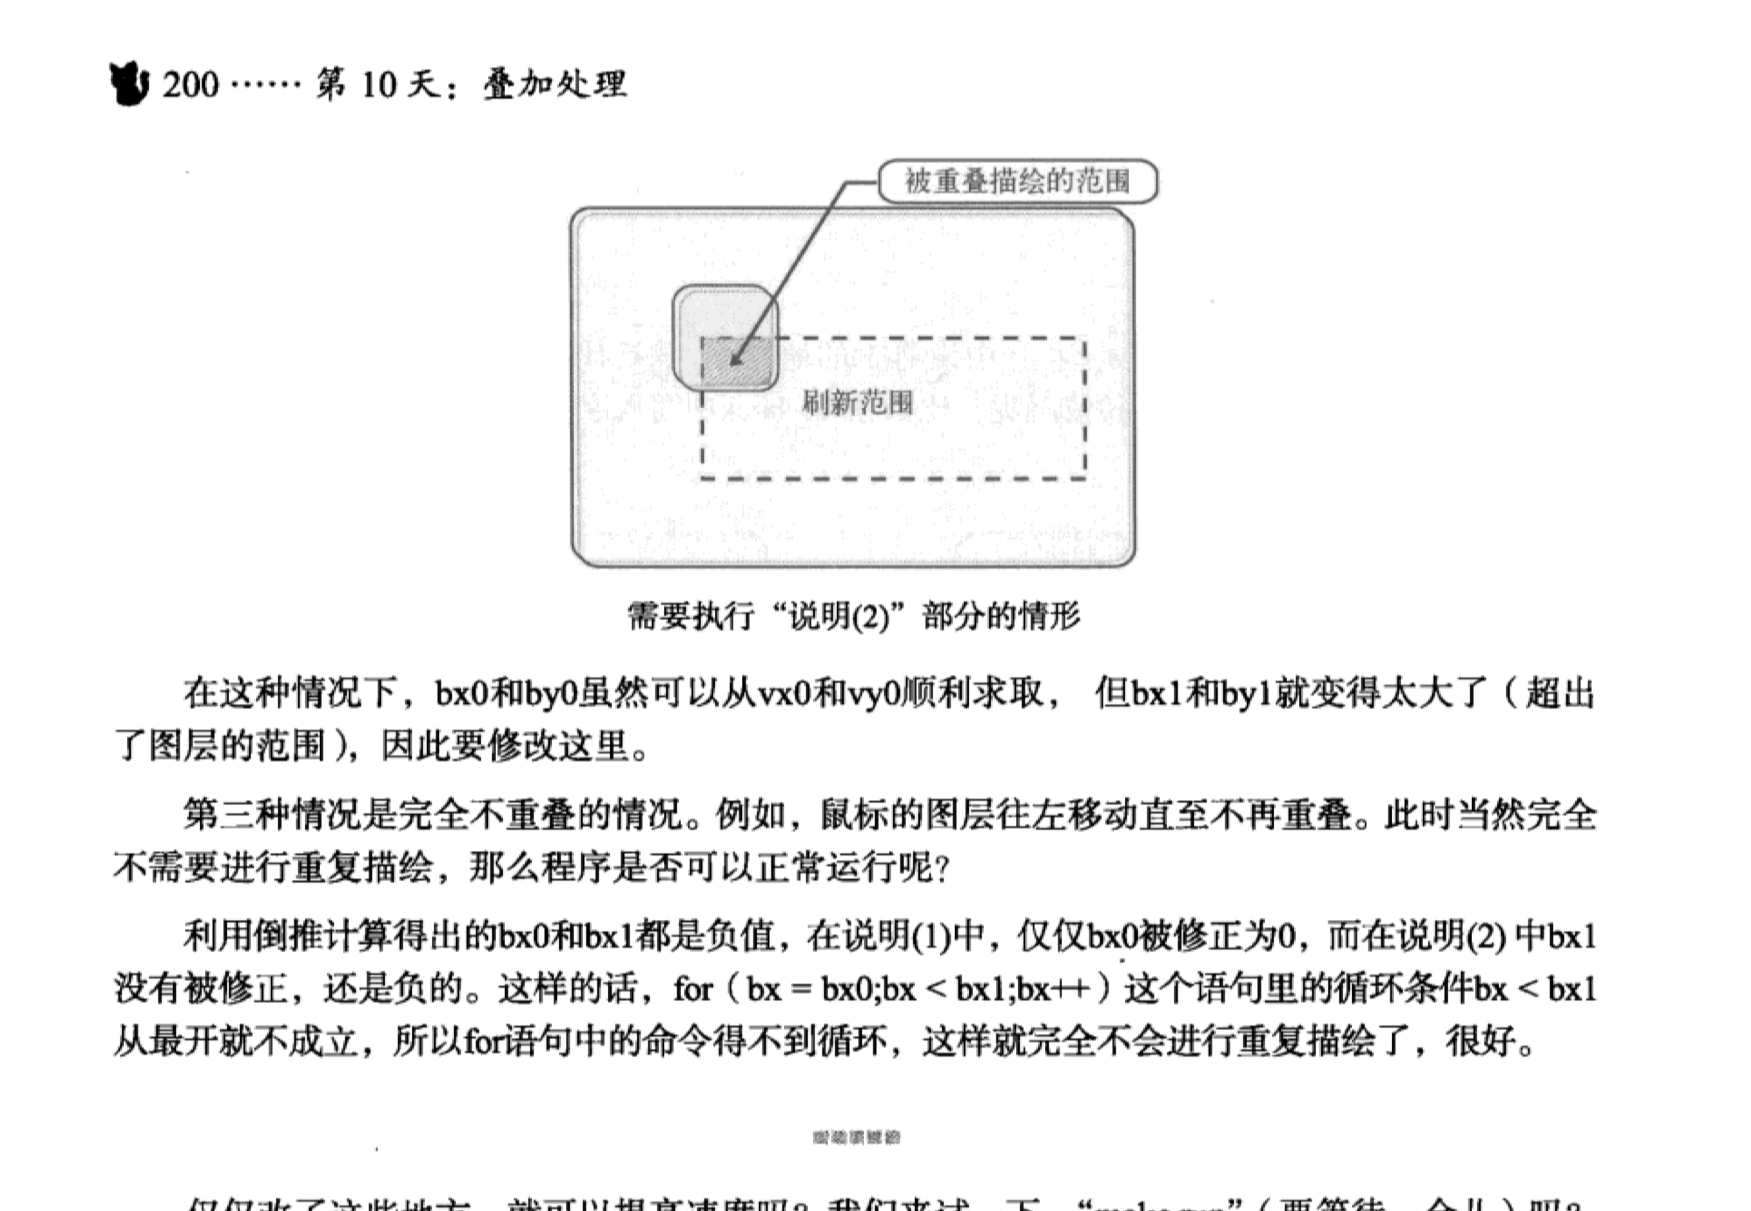 200 …… 第 10 天：叠加处理
被重叠描绘的范围
刷新范围
需要执行“说明(2)”部分的情形
在这种情况下，bx0和by0虽然可以从vx0和vy0顺利求取， 但bx1和by1就变得太大了（超出
了图层的范围），因此要修改这里。
第三种情况是完全不重叠的情况。例如，鼠标的图层往左移动直至不再重叠。此时当然完全
不需要进行重复描绘，那么程序是否可以正常运行呢？
利用倒推计算得出的bx0和bx1都是负值，在说明(1)中，仅仅bx0被修正为0，而在说明(2)中bx1
没有被修正，还是负的。这样的话，for（bx = bx0;bx < bx1;bx++）这个语句里的循环条件bx < bx1
从最开就不成立，所以for语句中的命令得不到循环，这样就完全不会进行重复描绘了，很好。